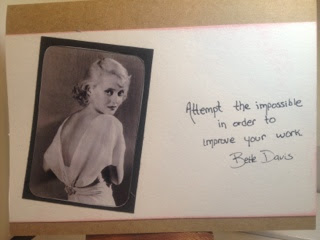 Attempt the impossible
in order to
improve your work
Bette Davis